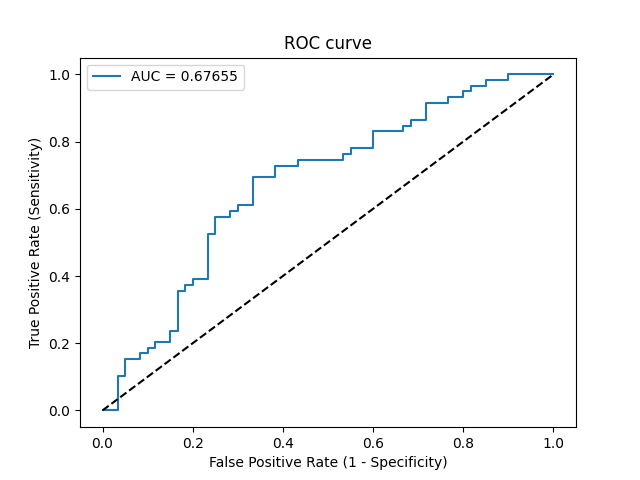 ROC curve
AUC = 0.67655
1.0
0.8
0.6
0.4
0.2
0.0
True Positive Rate (Sensitivity)
0.0 0.2 0.4 0.6 0.8 1.0
False Positive Rate (1 - Specificity)